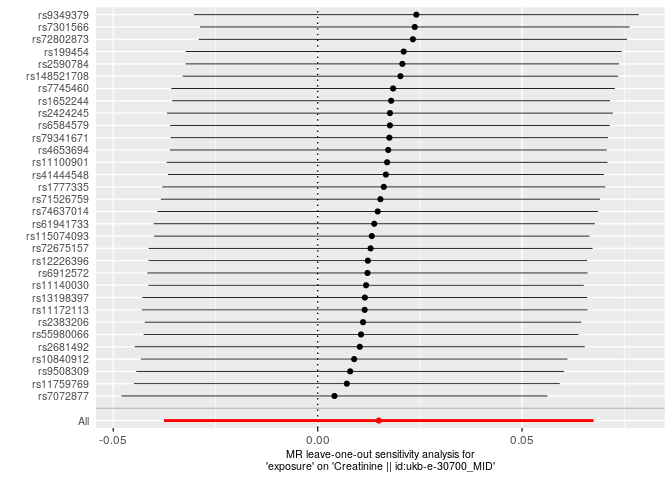 rs9349379
rs7301566
rs72802873
rs199454
rs2590784
rs148521708
rs7745460
rs1652244
rs2424245
rs6584579
rs79341671
rs4653694
rs11100901
rs41444548
rs1777335
rs71526759
rs74637014
rs61941733
rs115074093
rs72675157
rs12226396
rs6912572
rs11140030
rs13198397
rs11172113
rs2383206
rs55980066
rs2681492
rs10840912
rs9508309
rs11759769
rs7072877
All
-0.05 0.00 0.05
MR leave-one-out sensitivity analysis for
'exposure' on 'Creatinine || id:ukb-e-30700_MID'